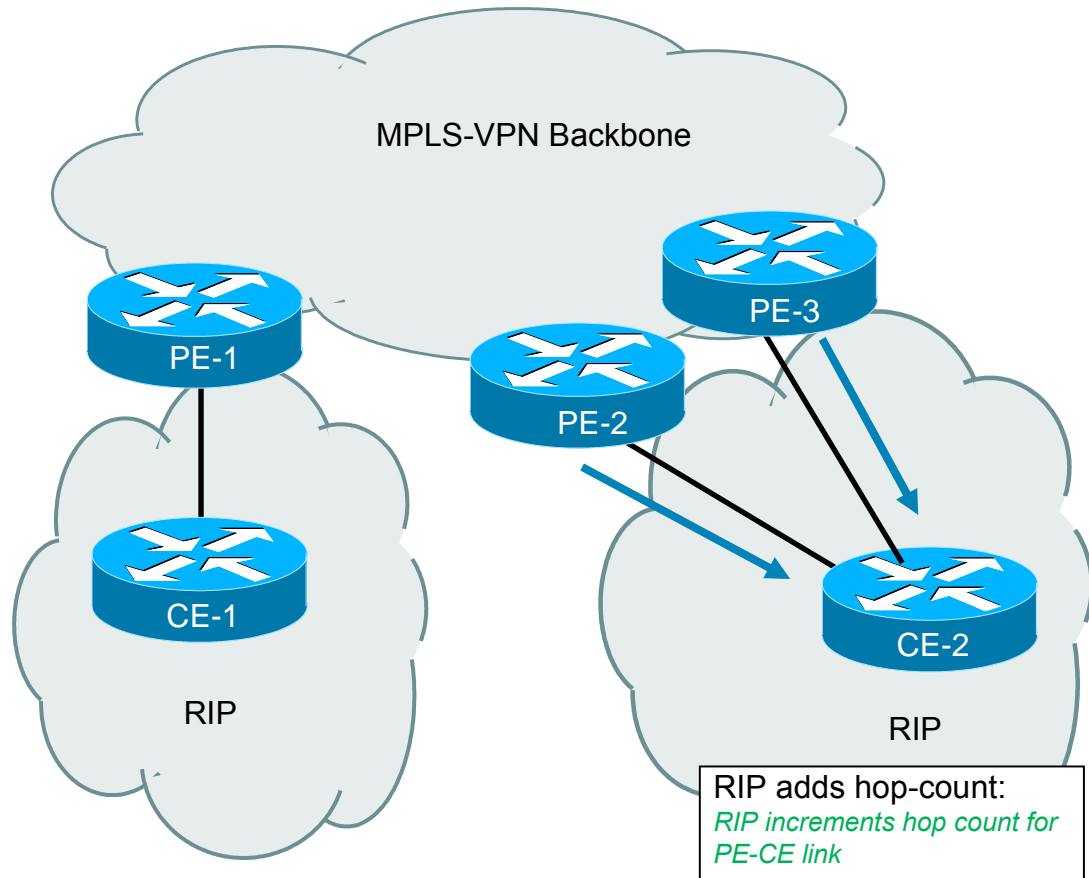 MPLS-VPN Backbone
PE-3
PE-1
PE-2
CE-1
CE-2
RIP
RIP
RIP adds hop-count:
RIP increments hop count for
PE-CE link